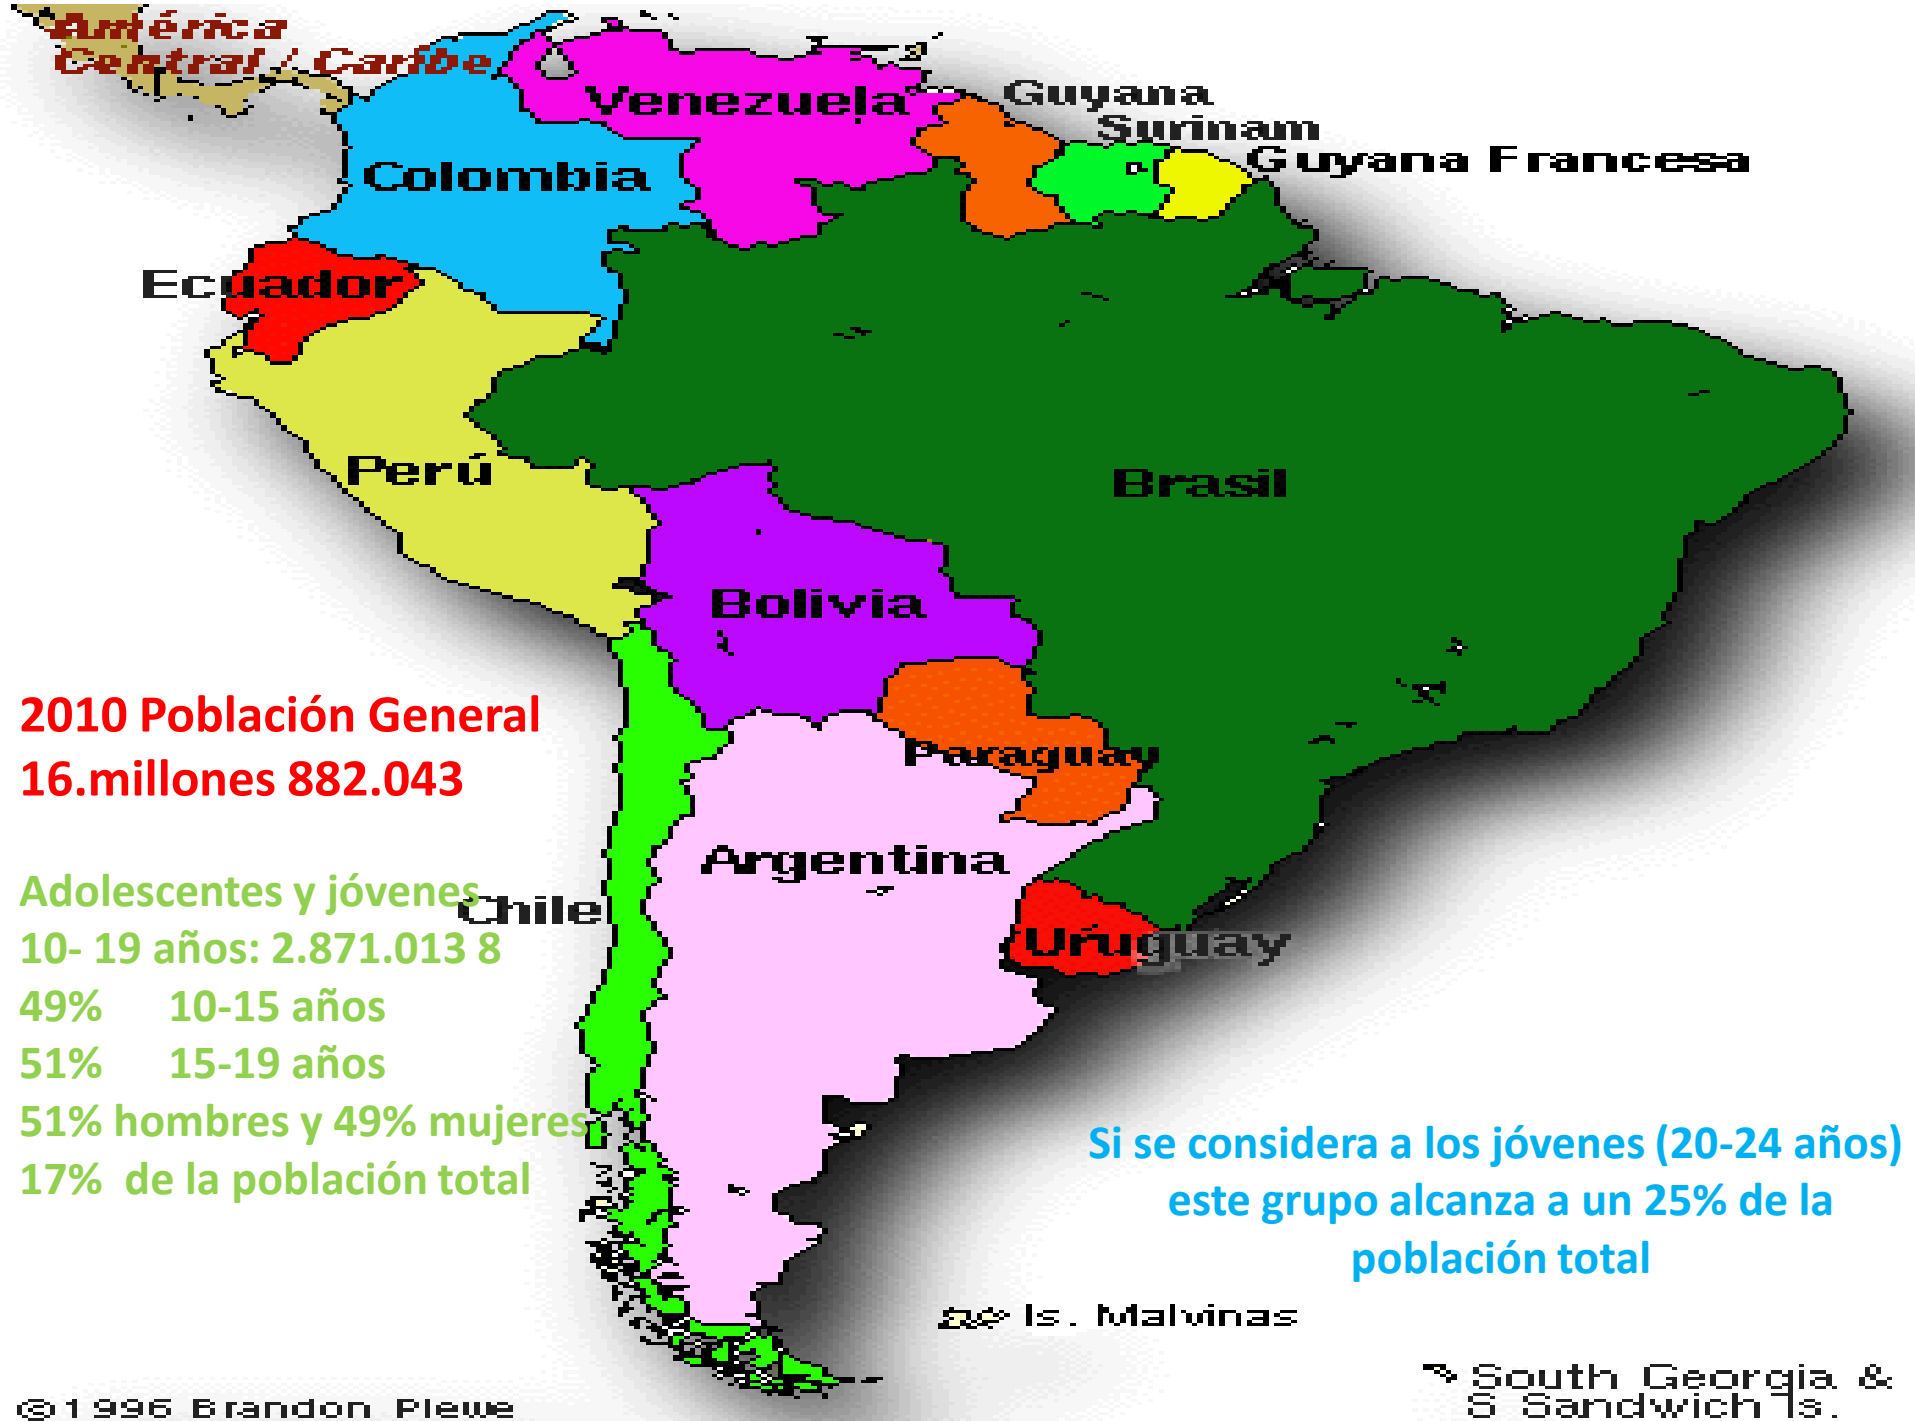 América
Central / Caribe
Venezuela
Guyana
Surinam
Guyana Francesa
Colombia
Ecuador
Perú
Brasil
Bolivia
2010 Población General
16.millones 882.043
Paraguay
Argentina
Adolescentes y jóvenes
Chile
10- 19 años: 2.871.013 8
Uruguay
49% 10-15 años
51% 15-19 años
51% hombres y 49% mujeres
17% de la población total
Si se considera a los jóvenes (20-24 años)
este grupo alcanza a un 25% de la
población total
Is. Malvinas
South Georgia &
S Sandwich Is.
©1996 Brandon Plewe